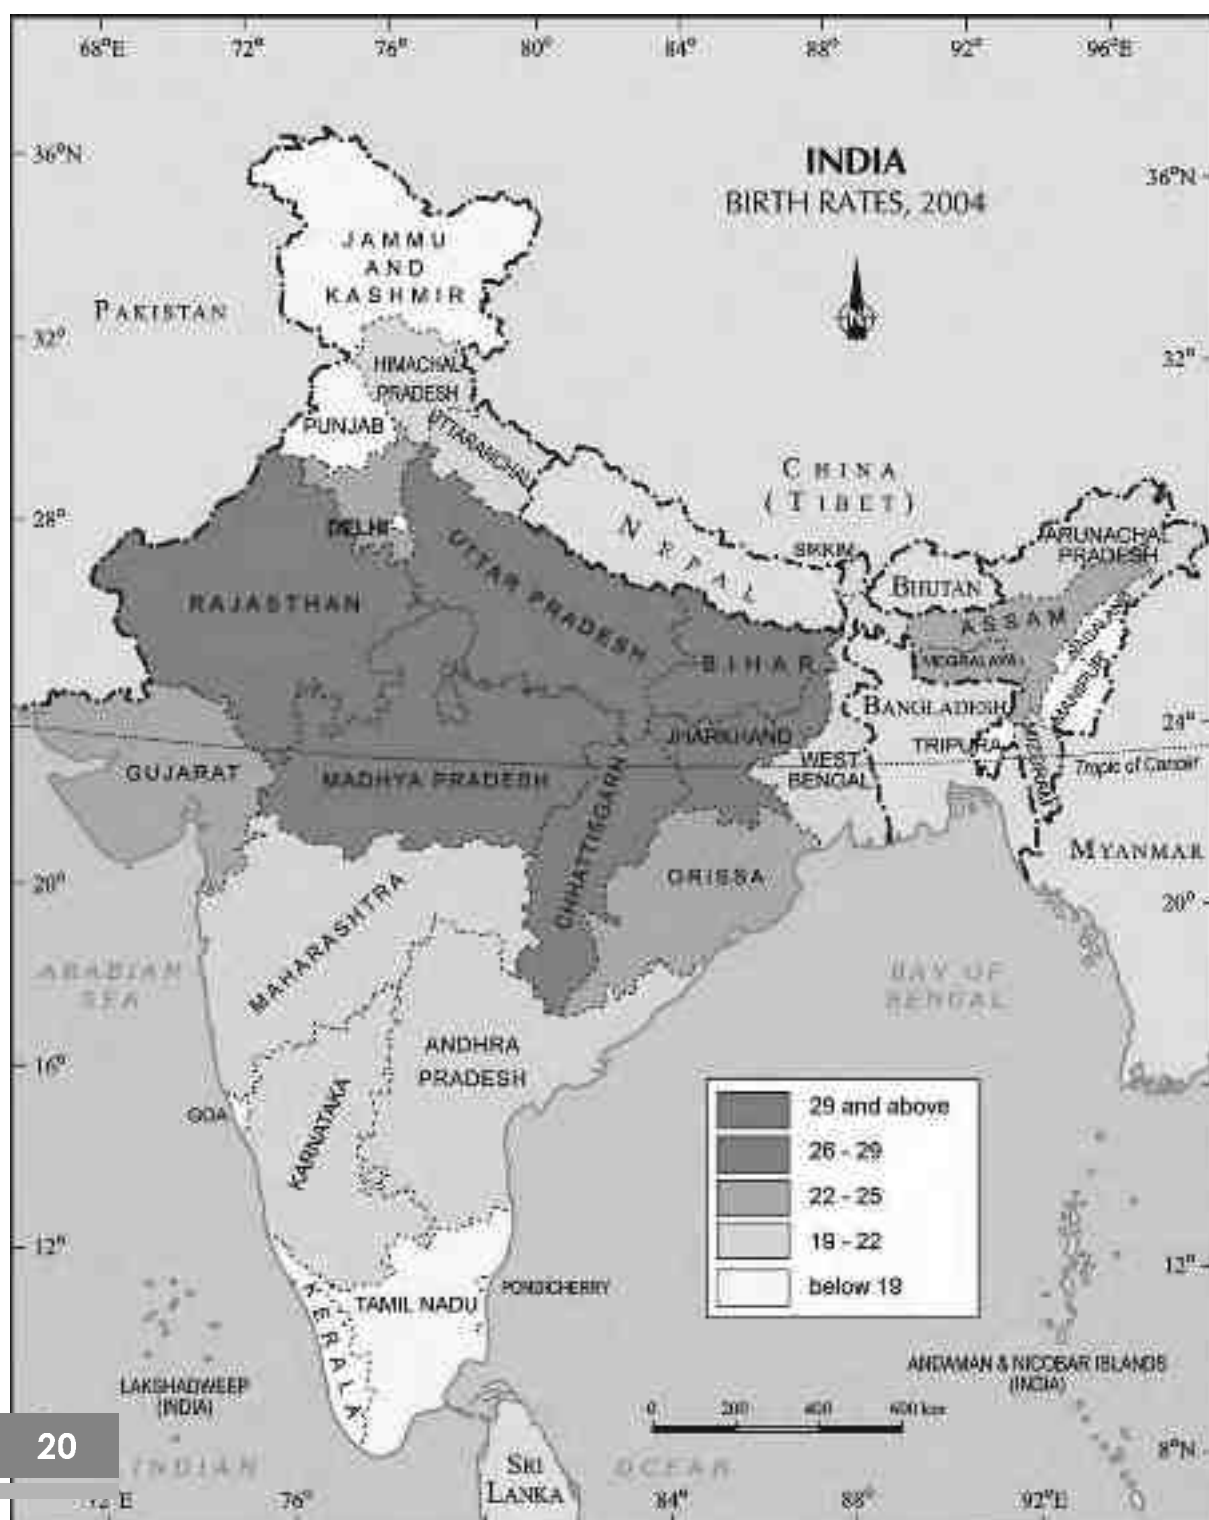 68°E 72° 76° 80° 84° 88° 92° 96°E
36°N
INDIA
BIRTH RATES, 2004
36°N
JAMMU
AND
KASHMIR
PAKISTAN
N
32°
32°
HIMACHAL
PRADESH
PUNJAB
UTTARANCHAL
CHINA
(TIBET)
28°
DELHI
NEPAL
SIKKIM
BHUTAN
ARUNACHAL
PRADESH
UTTAR PRADESH
RAJASTHAN
ASSAM
NAGALAND
BIHAR
MEGHALAYA
MANIPUR
BANGLADESH
24°
JHARKHAND
TRIPURA
MIZORAM
WEST
BENGAL
Tropic of Cancer
GUJARAT
MADHYA PRADESH
CHHATTISGARH
MYANMAR
20°
ORISSA
20°
MAHARASHTRA
ARABIAN
SEA
BAY OF
BENGAL
16°
ANDHRA
PRADESH
GOA
KARNATAKA
29 and above
26 - 29
22 - 25
19 - 22
below 19
12°
12°
PONDICHERRY
TAMIL NADU
KERALA
LAKSHADWEEP
(INDIA)
ANDAMAN & NICOBAR ISLANDS
(INDIA)
0 200 400 600 km
20
INDIAN OCEAN
8°N
SRI
LANKA
72°E 76° 84° 88° 92°E